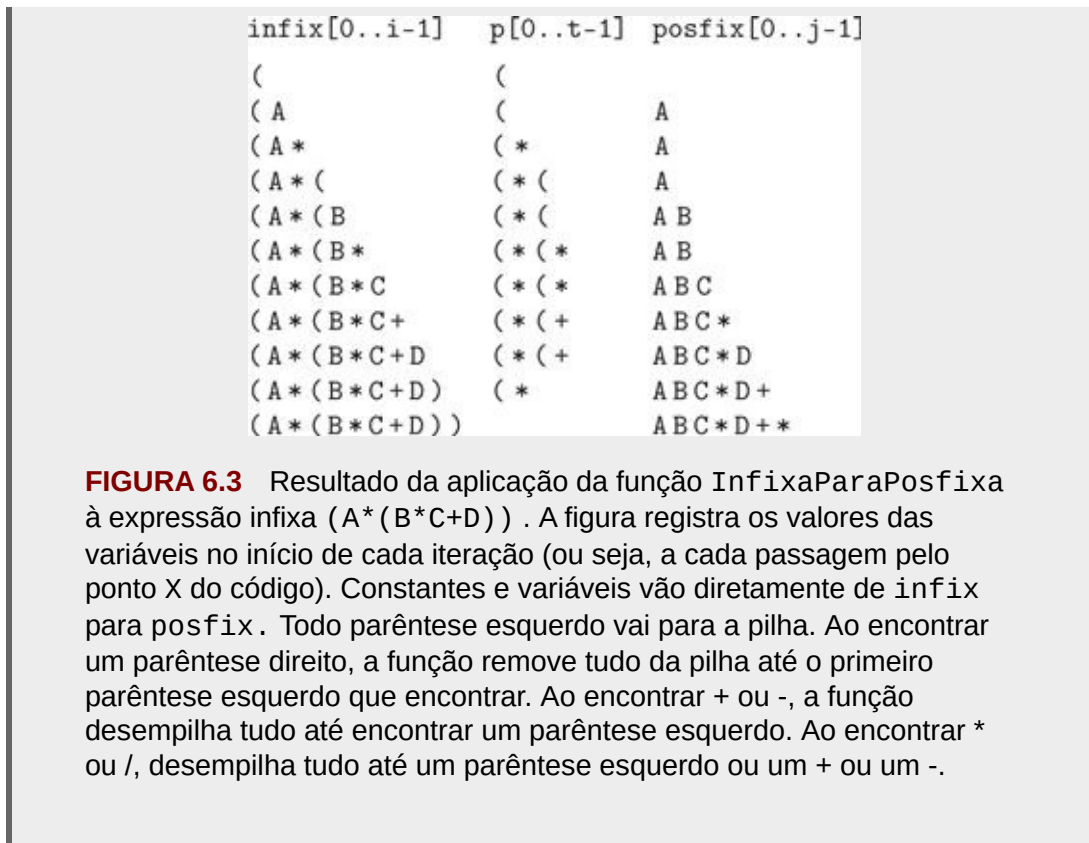 infix[0..i-1] p[0..t-1] posfix[0..j-1]
( (
( A ( A
( A * ( * A
( A * ( ( * ( A
( A * ( B ( * ( A B
( A * ( B * ( * ( * A B
( A * ( B * C ( * ( * A B C
( A * ( B * C + ( * ( + A B C *
( A * ( B * C + D ( * ( + A B C * D
( A * ( B * C + D ) ( * A B C * D +
( A * ( B * C + D ) ) A B C * D + *
FIGURA 6.3 Resultado da aplicação da função InfixaParaPosfixa
à expressão infixa (A*(B*C+D)) . A figura registra os valores das
variáveis no início de cada iteração (ou seja, a cada passagem pelo
ponto X do código). Constantes e variáveis vão diretamente de infix
para posfix. Todo parêntese esquerdo vai para a pilha. Ao encontrar
um parêntese direito, a função remove tudo da pilha até o primeiro
parêntese esquerdo que encontrar. Ao encontrar + ou -, a função
desempilha tudo até encontrar um parêntese esquerdo. Ao encontrar *
ou /, desempilha tudo até um parêntese esquerdo ou um + ou um -.